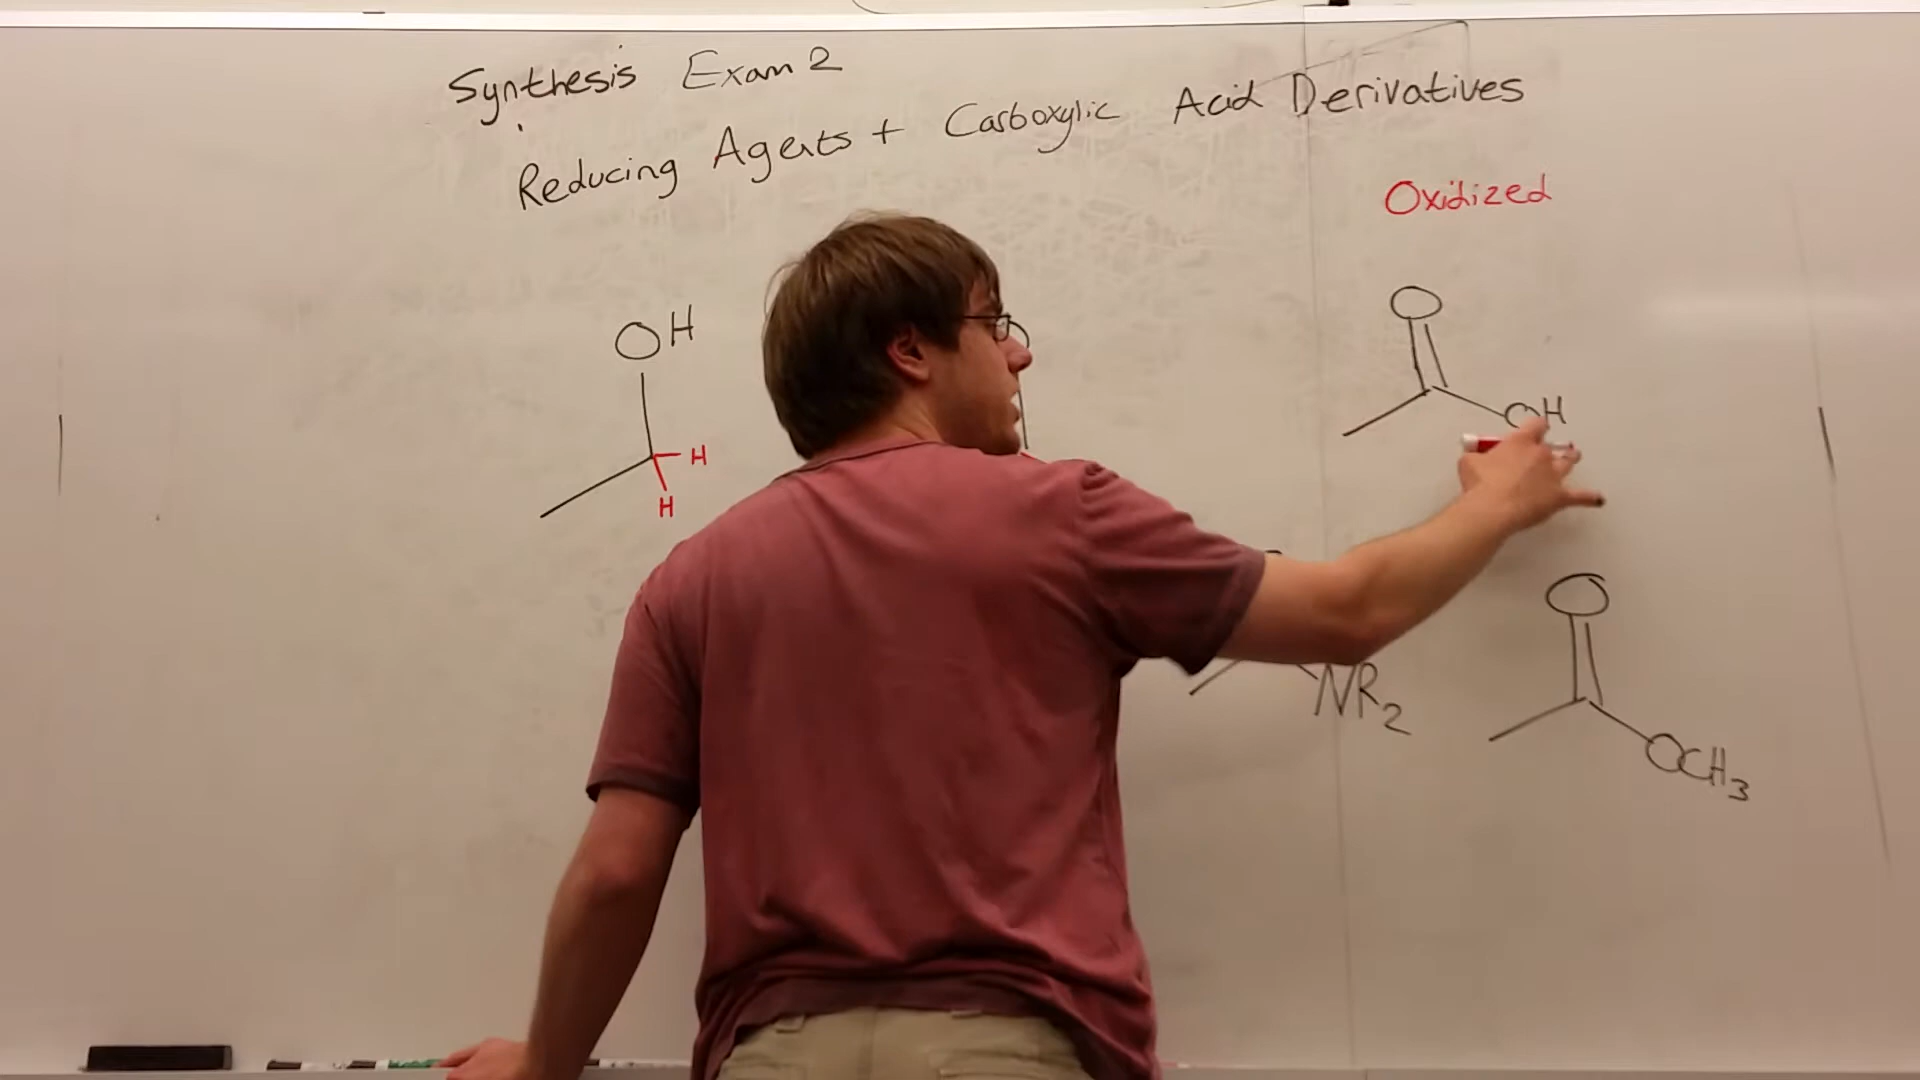 Synthesis Exam 2
Reducing Agents + Carboxylic Acid Derivatives
Oxidized
OH
H
H
O
OH
NR2
O
OCH3